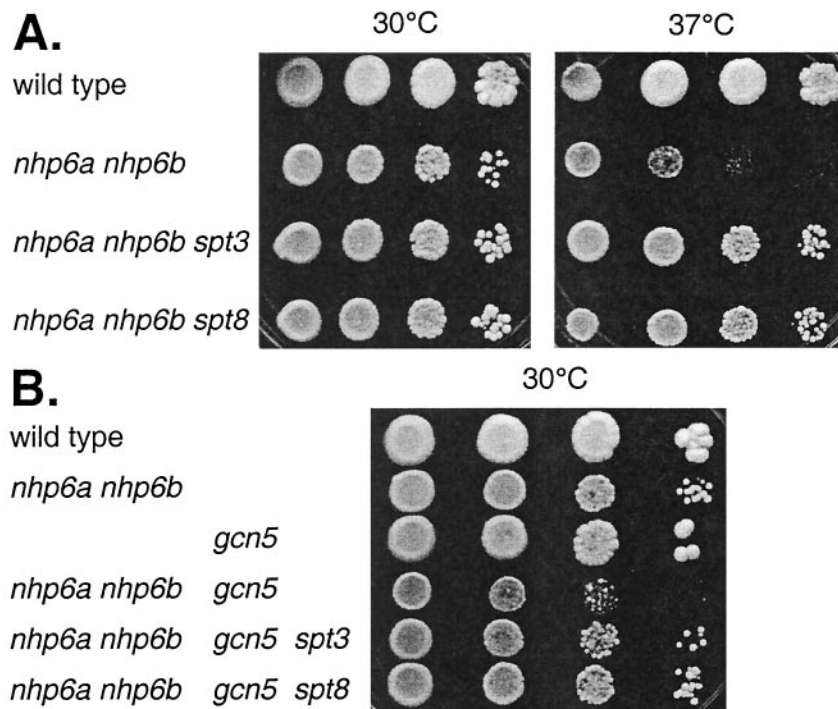 A.
30°C 37°C
wild type
nhp6a nhp6b
nhp6a nhp6b spt3
nhp6a nhp6b spt8
B.
30°C
wild type
nhp6a nhp6b
gcn5
nhp6a nhp6b gcn5
nhp6a nhp6b gcn5 spt3
nhp6a nhp6b gcn5 spt8